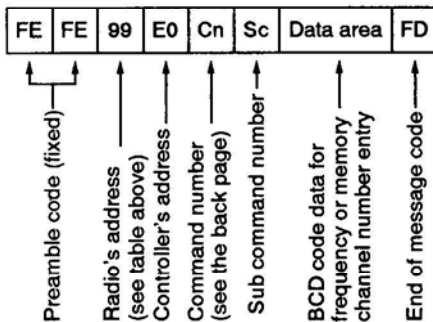 FE FE 99 E0 Cn Sc Data area FD
Preamble code (fixed)
Radio's address
(see table above)
Controller's address
Command number
(see the back page)
Sub command number
BCD code data for
frequency or memory
channel number entry
End of message code